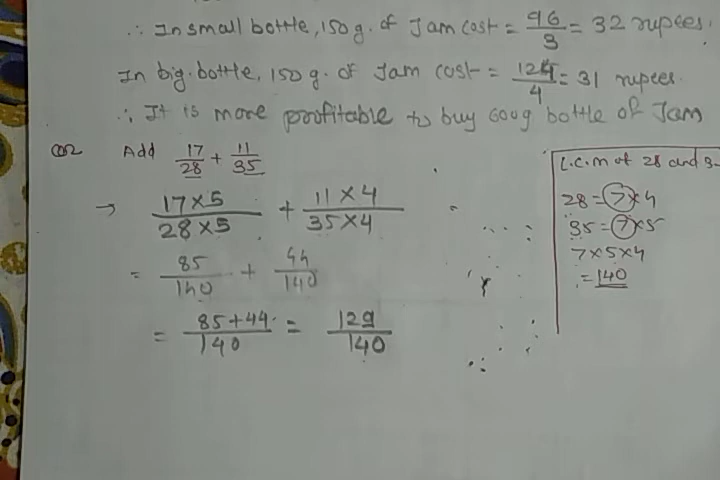 ∴ In small bottle, 150 g. of Jam cost = 96/3 = 32 rupees.
In big. bottle, 150 g. of Jam cost = 124/4 = 31 rupees.
∴ It is more profitable to buy 600g bottle of Jam
Q2 Add 17/28 + 11/35
→ 17×5/28×5 + 11×4/35×4
= 85/140 + 44/140
= 85+44/140 = 129/140
L.C.M of 28 and 3
28 = 7×4
35 = 7×5
7×5×4
= 140